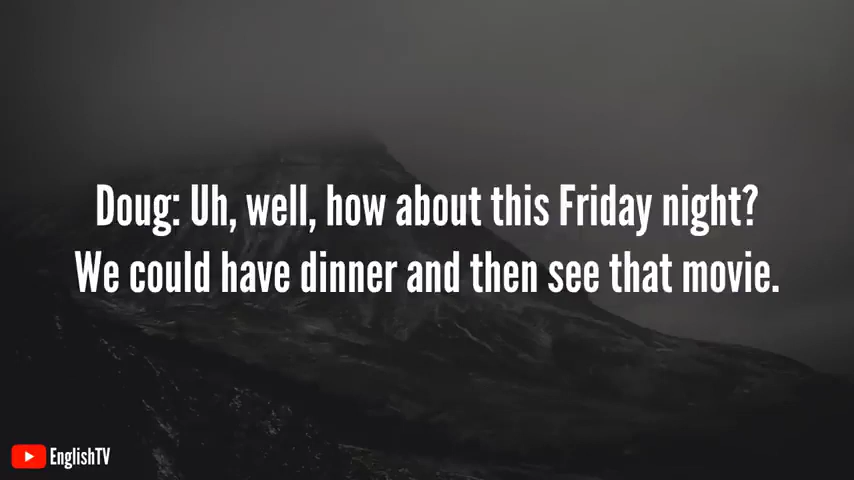 Doug: Uh, well, how about this Friday night?
We could have dinner and then see that movie.
EnglishTV